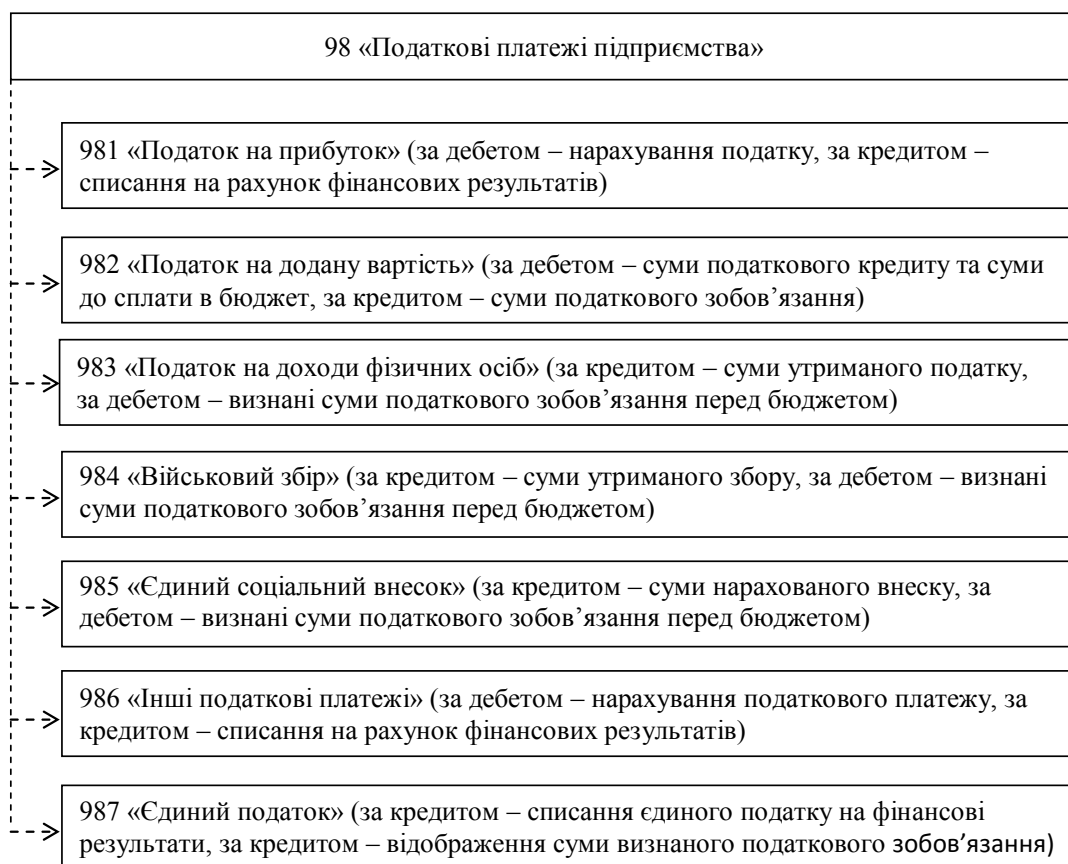 98 «Податкові платежі підприємства»
981 «Податок на прибуток» (за дебетом – нарахування податку, за кредитом –
списання на рахунок фінансових результатів)
982 «Податок на додану вартість» (за дебетом – суми податкового кредиту та суми
до сплати в бюджет, за кредитом – суми податкового зобов’язання)
983 «Податок на доходи фізичних осіб» (за кредитом – суми утриманого податку,
за дебетом – визнані суми податкового зобов’язання перед бюджетом)
984 «Військовий збір» (за кредитом – суми утриманого збору, за дебетом – визнані
суми податкового зобов’язання перед бюджетом)
985 «Єдиний соціальний внесок» (за кредитом – суми нарахованого внеску, за
дебетом – визнані суми податкового зобов’язання перед бюджетом)
986 «Інші податкові платежі» (за дебетом – нарахування податкового платежу, за
кредитом – списання на рахунок фінансових результатів)
987 «Єдиний податок» (за кредитом – списання єдиного податку на фінансові
результати, за кредитом – відображення суми визнаного податкового зобов’язання)